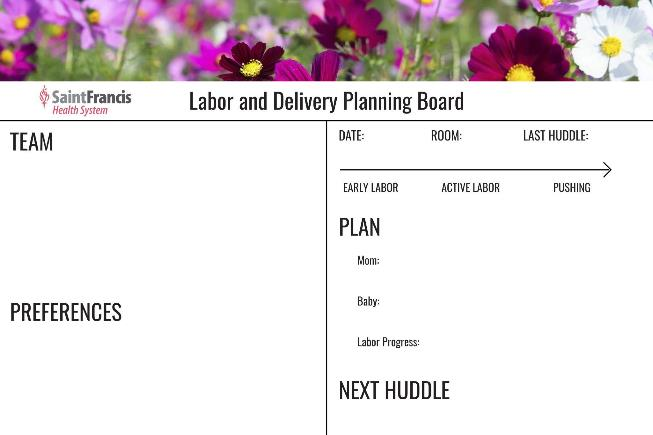 SaintFrancis
Health System
Labor and Delivery Planning Board
TEAM
PREFERENCES
DATE:
ROOM:
LAST HUDDLE:
EARLY LABOR
ACTIVE LABOR
PUSHING
PLAN
Mom:
Baby:
Labor Progress:
NEXT HUDDLE